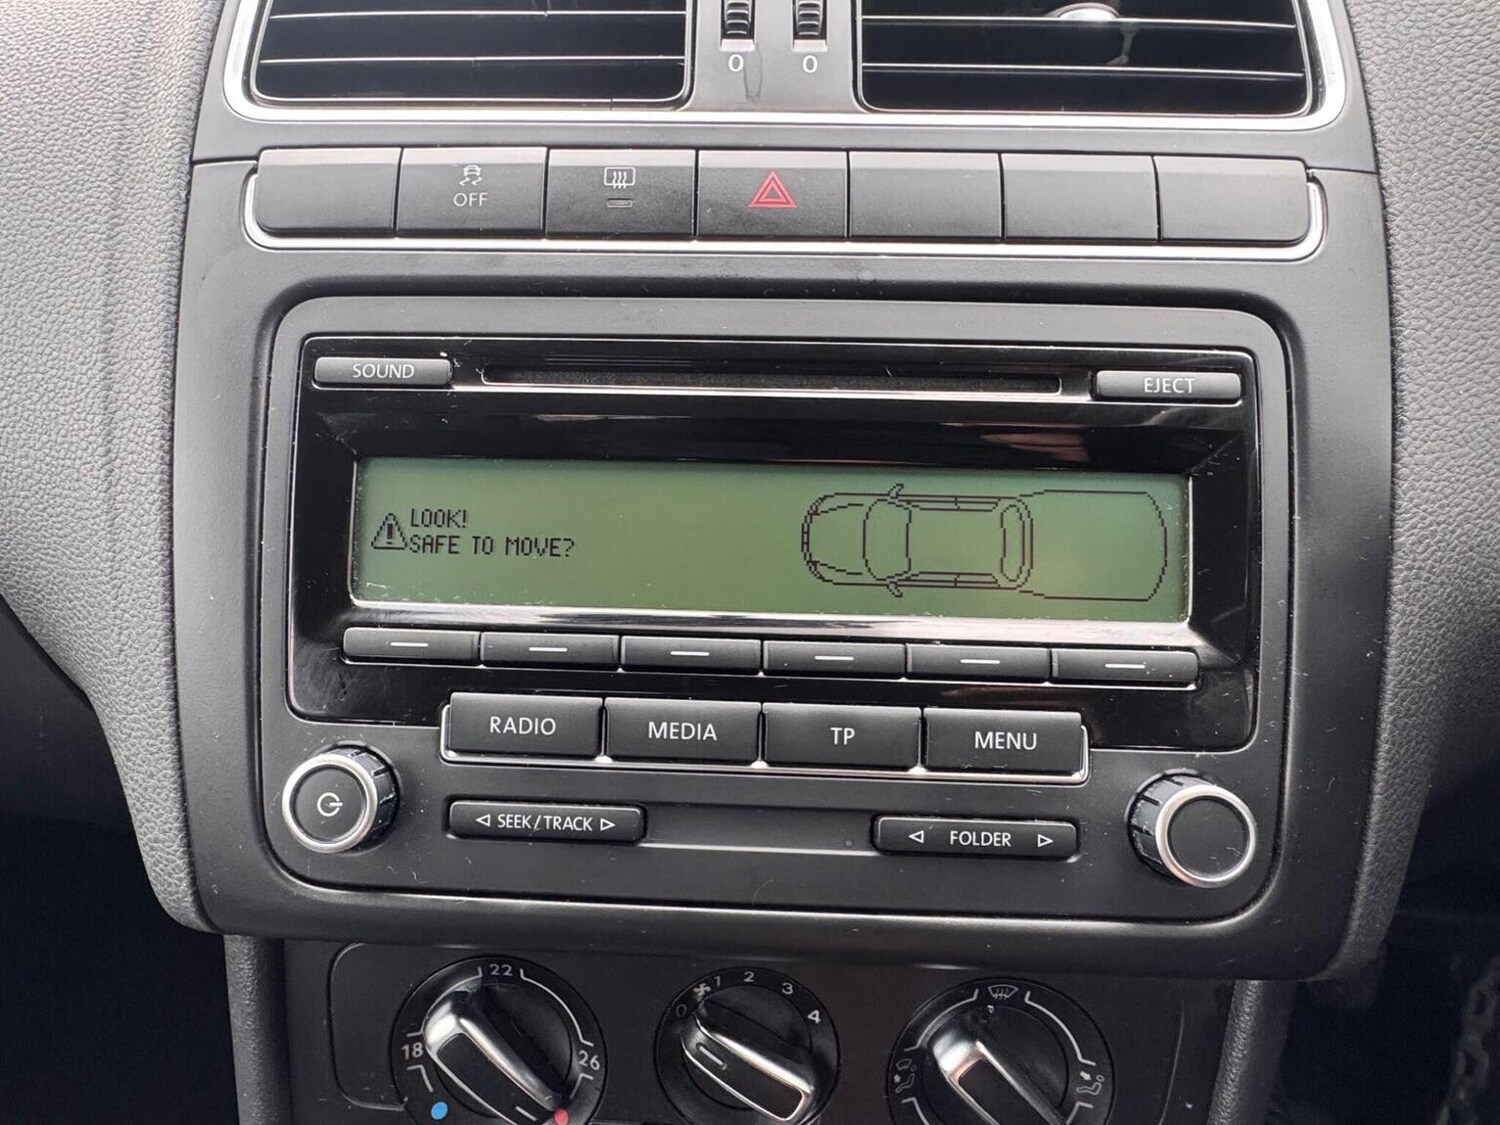 0 0
OFF
SOUND
EJECT
LOOK!
SAFE TO MOVE?
RADIO
MEDIA
TP
MENU
SEEK/TRACK
FOLDER
22
18
26
0 1 2 3 4